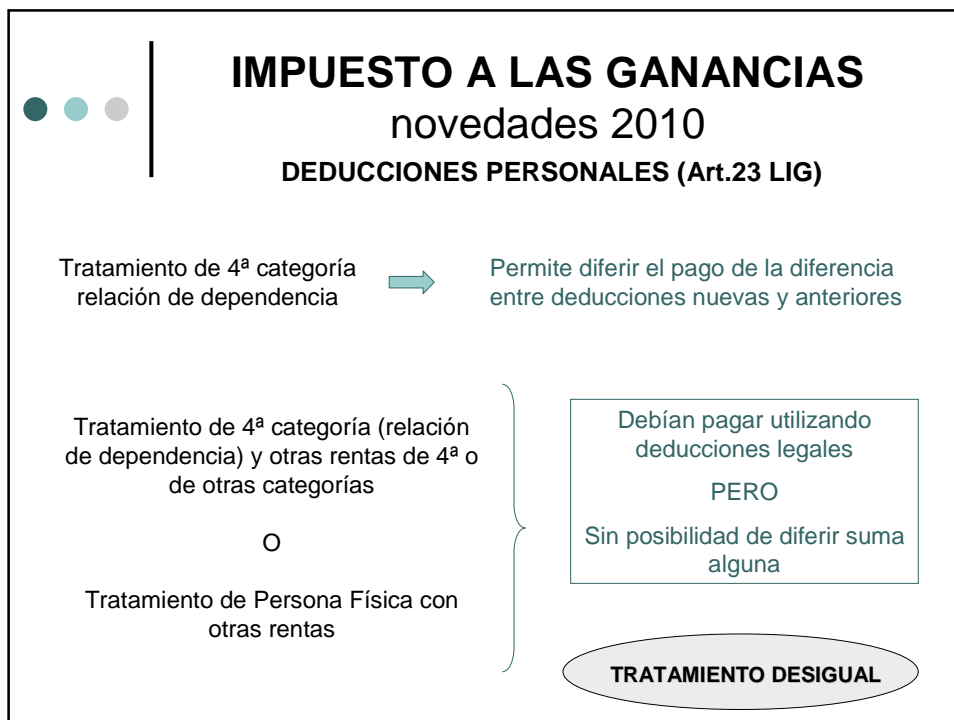 IMPUESTO A LAS GANANCIAS
novedades 2010
DEDUCCIONES PERSONALES (Art.23 LIG)
Tratamiento de 4ª categoría
relación de dependencia
Permite diferir el pago de la diferencia
entre deducciones nuevas y anteriores
Tratamiento de 4ª categoría (relación
de dependencia) y otras rentas de 4ª o
de otras categorías
O
Tratamiento de Persona Física con
otras rentas
Debían pagar utilizando
deducciones legales
PERO
Sin posibilidad de diferir suma
alguna
TRATAMIENTO DESIGUAL